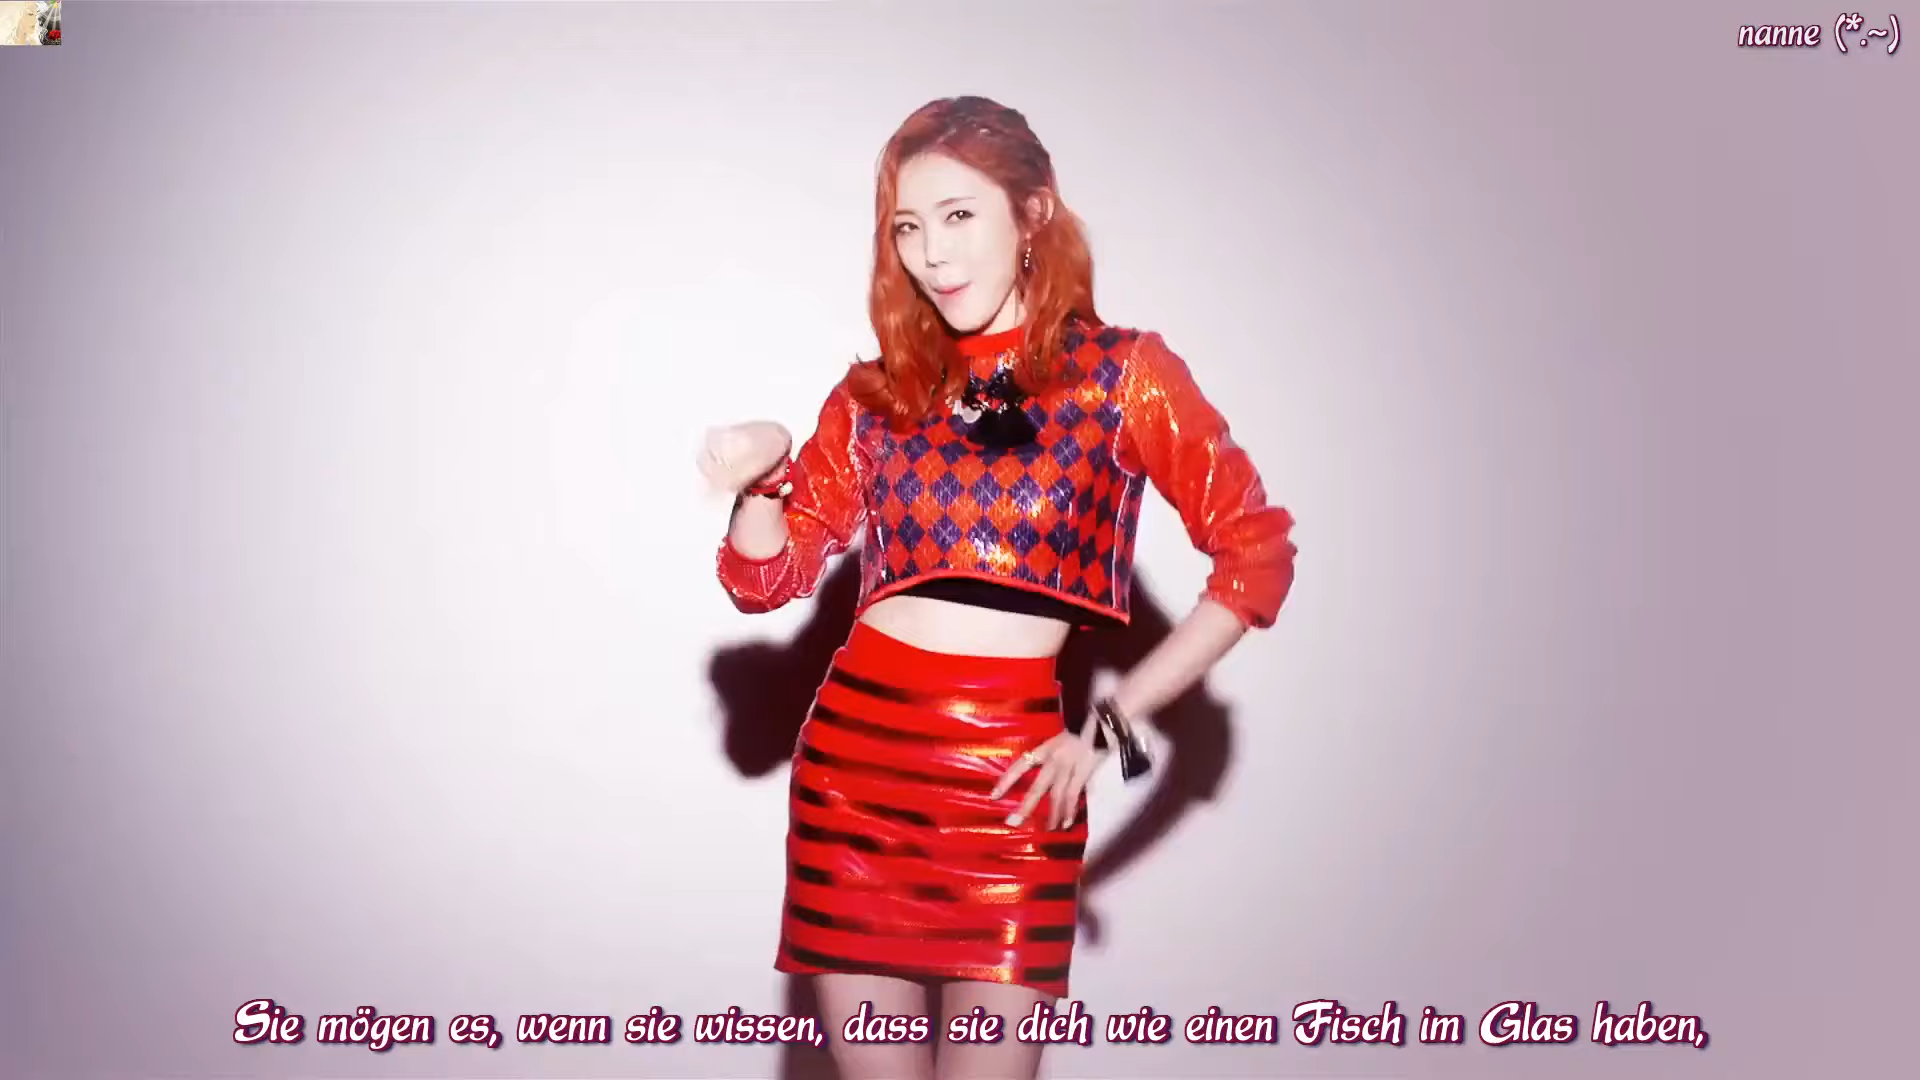 nanne (*.~)
Sie mögen es, wenn sie wissen, dass sie dich wie einen Fisch im Glas haben,